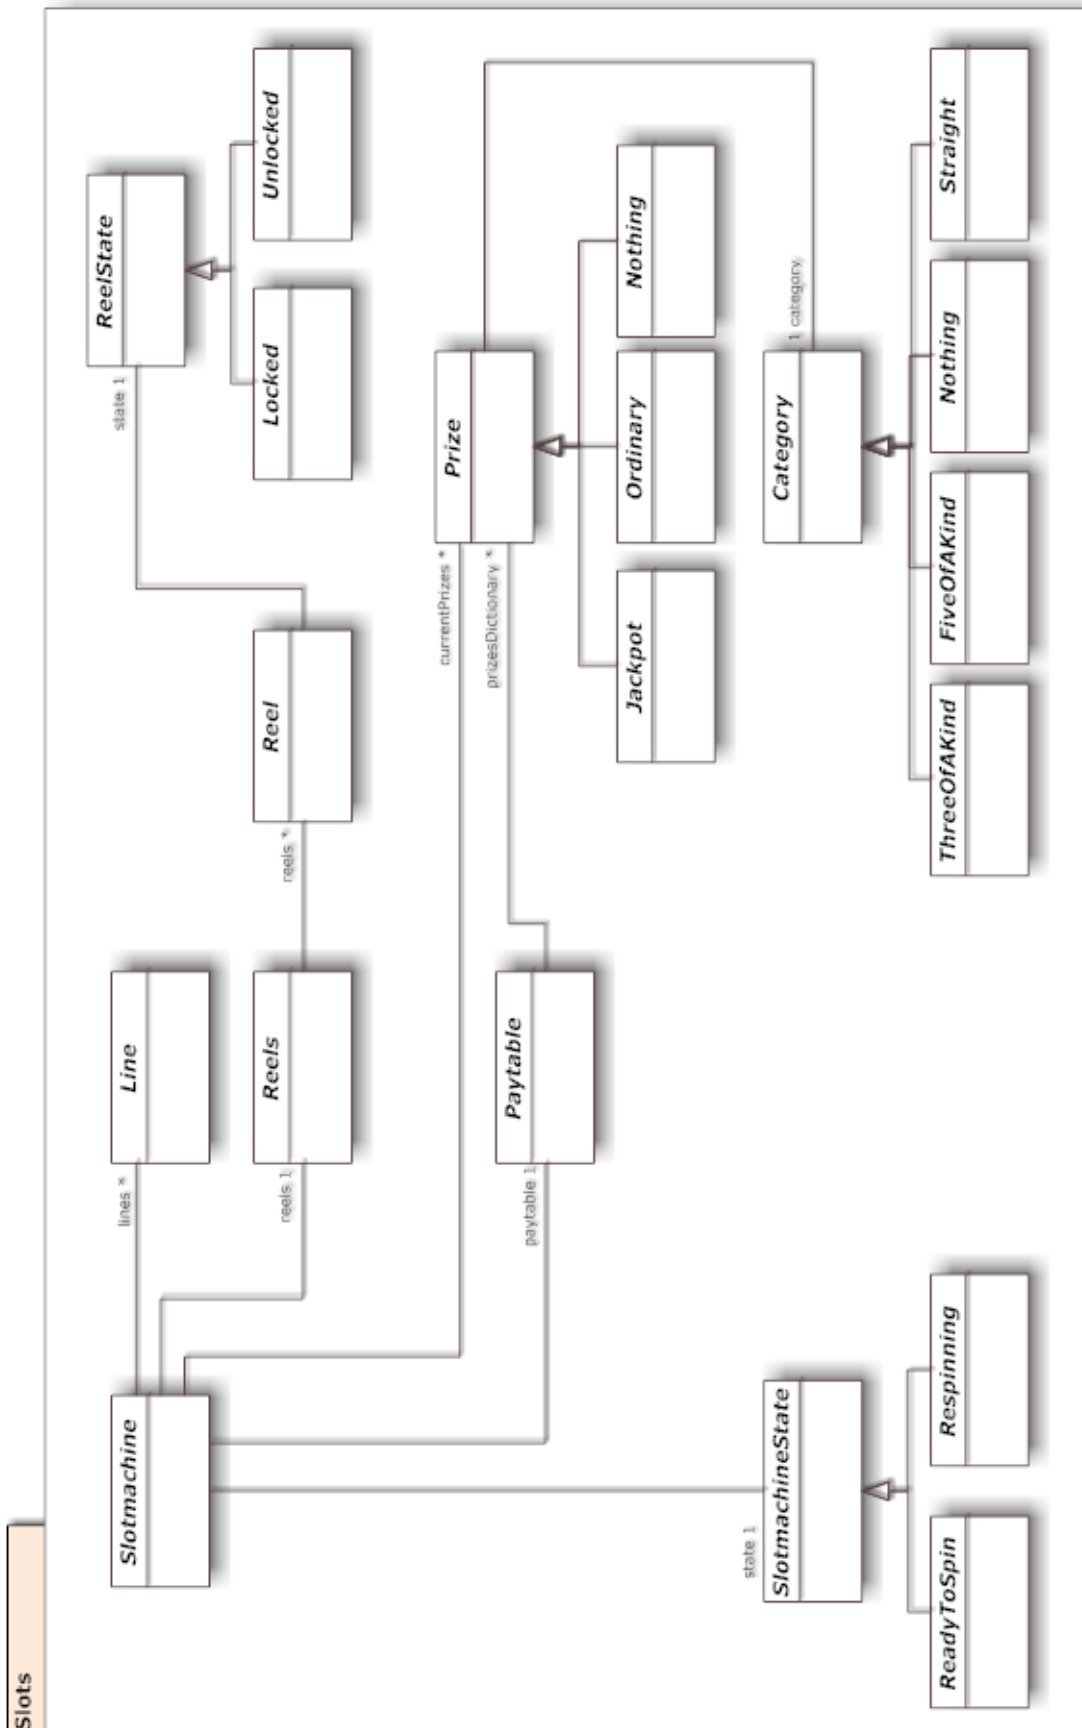 Slots
Slotmachine
lines *
Line
reels 1
Reels
reels *
Reel
state 1
ReelState
Locked
Unlocked
currentPrizes *
Prize
paytable 1
Paytable
prizesDictionary *
Jackpot
Ordinary
Nothing
state 1
SlotmachineState
1 category
Category
ReadyToSpin
Respinning
ThreeOfAKind
FiveOfAKind
Nothing
Straight